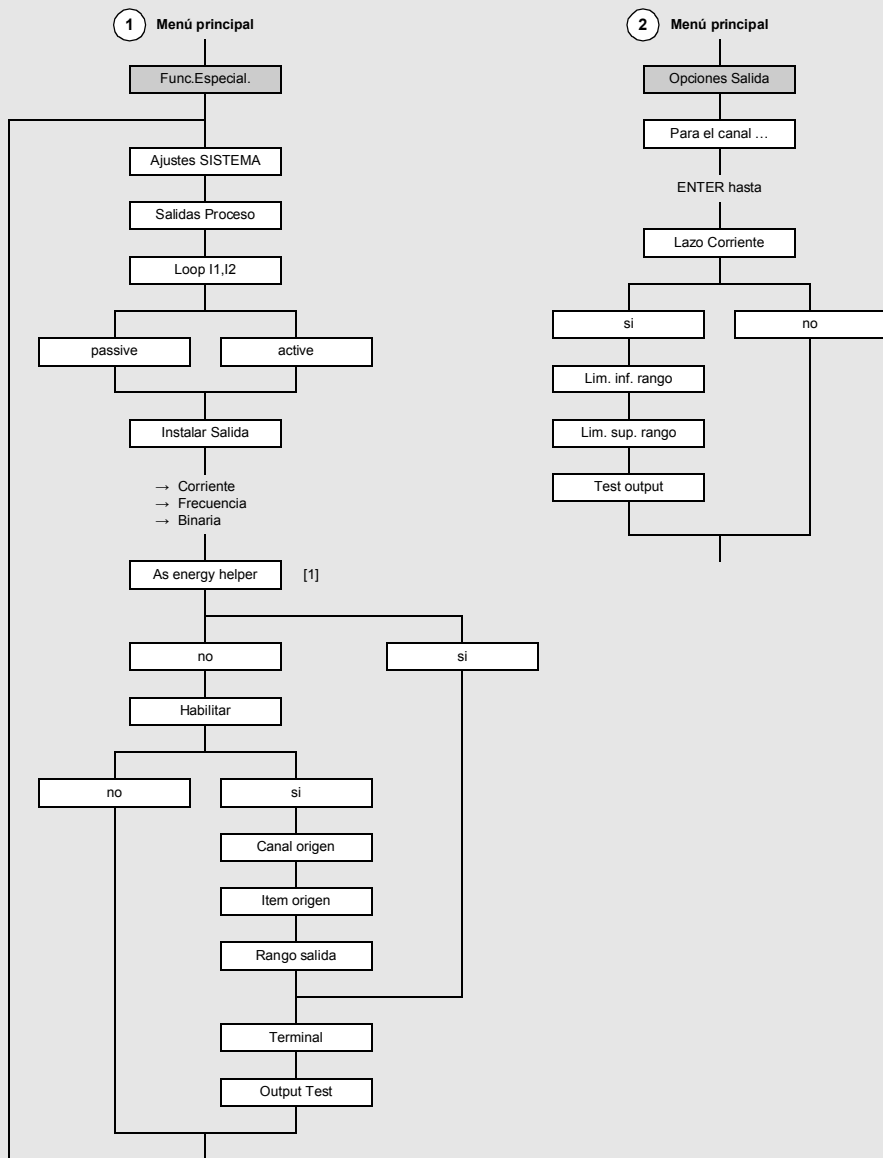 1 Menú principal
Func.Especial.
Ajustes SISTEMA
Salidas Proceso
Loop I1,I2
passive
active
Instalar Salida
→ Corriente
→ Frecuencia
→ Binaria
As energy helper [1]
no
si
Habilitar
no
si
Canal origen
Item origen
Rango salida
Terminal
Output Test
2 Menú principal
Opciones Salida
Para el canal …
ENTER hasta
Lazo Corriente
si
no
Lim. inf. rango
Lim. sup. rango
Test output